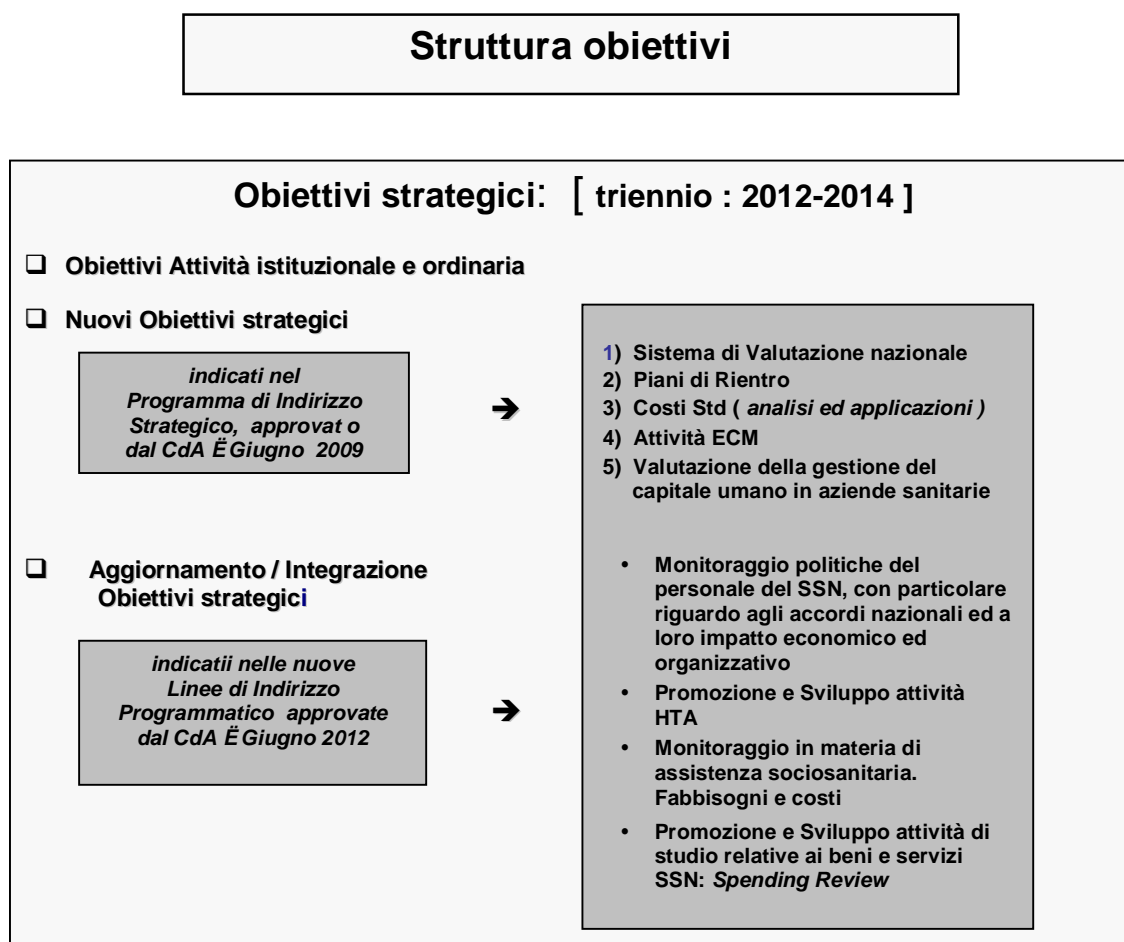 Struttura obiettivi
Obiettivi strategici: [ triennio : 2012-2014 ]
❑ Obiettivi Attività istituzionale e ordinaria
❑ Nuovi Obiettivi strategici
indicati nel
Programma di Indirizzo
Strategico, approvat o
dal CdA Ë Giugno 2009
➔
1) Sistema di Valutazione nazionale
2) Piani di Rientro
3) Costi Std ( analisi ed applicazioni )
4) Attività ECM
5) Valutazione della gestione del
capitale umano in aziende sanitarie
❑ Aggiornamento / Integrazione
Obiettivi strategici
indicatii nelle nuove
Linee di Indirizzo
Programmatico approvate
dal CdA Ë Giugno 2012
➔
• Monitoraggio politiche del
personale del SSN, con particolare
riguardo agli accordi nazionali ed a
loro impatto economico ed
organizzativo
• Promozione e Sviluppo attività
HTA
• Monitoraggio in materia di
assistenza sociosanitaria.
Fabbisogni e costi
• Promozione e Sviluppo attività di
studio relative ai beni e servizi
SSN: Spending Review